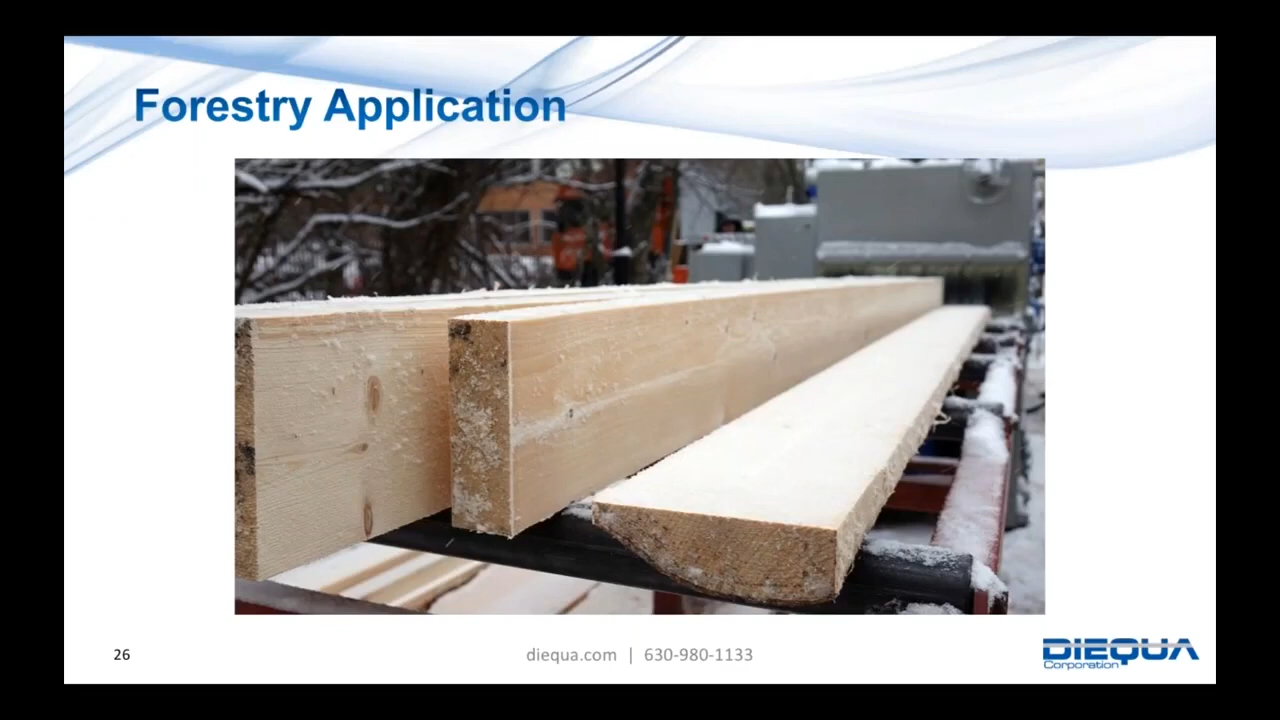 Forestry Application
26
diequa.com | 630-980-1133
DIEQUA
Corporation